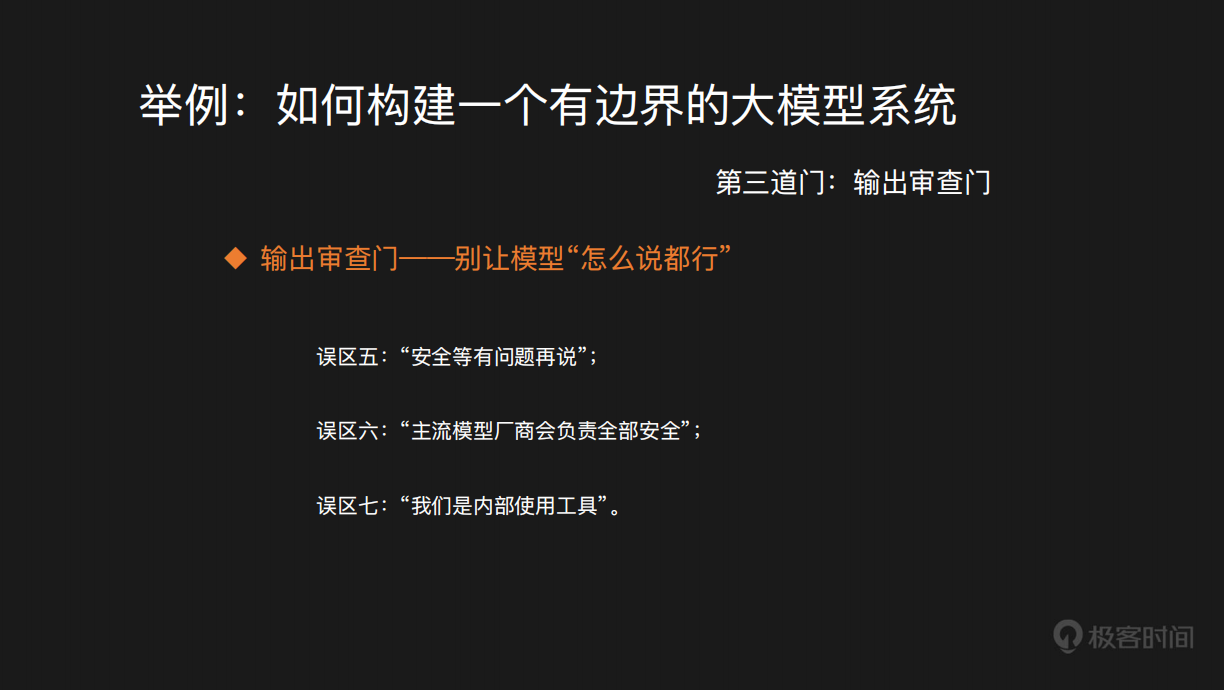 举例：如何构建一个有边界的大模型系统
第三道门：输出审查门
◆ 输出审查门——别让模型“怎么说都行”
误区五：“安全等有问题再说”；
误区六：“主流模型厂商会负责全部安全”；
误区七：“我们是内部使用工具”。
极客时间